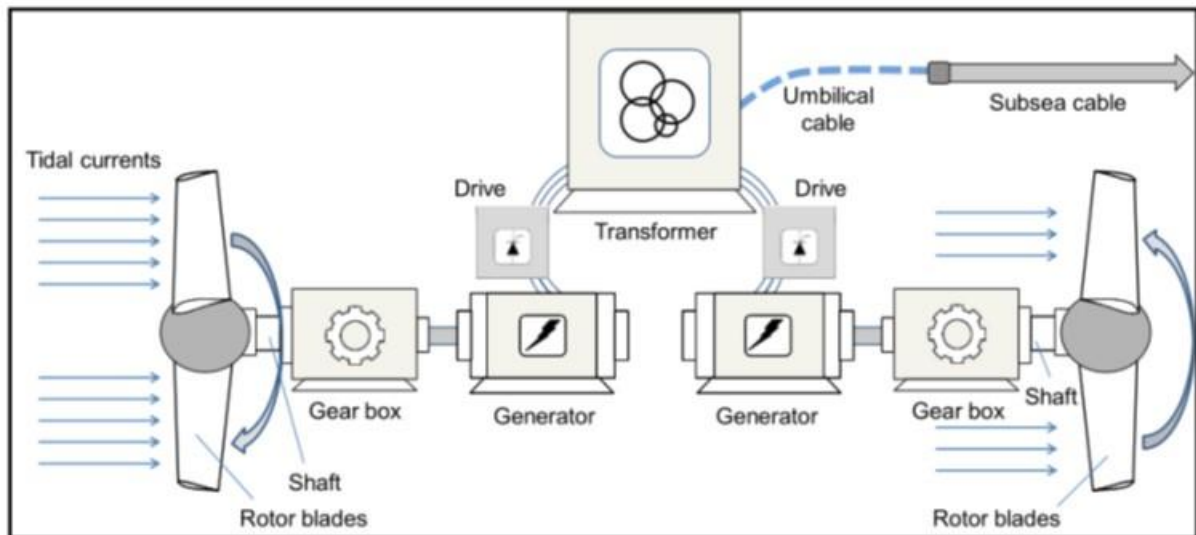 Umbilical
cable
Subsea cable
Tidal currents
Drive
Drive
Transformer
Gear box
Generator
Generator
Gear box
Shaft
Shaft
Rotor blades
Rotor blades